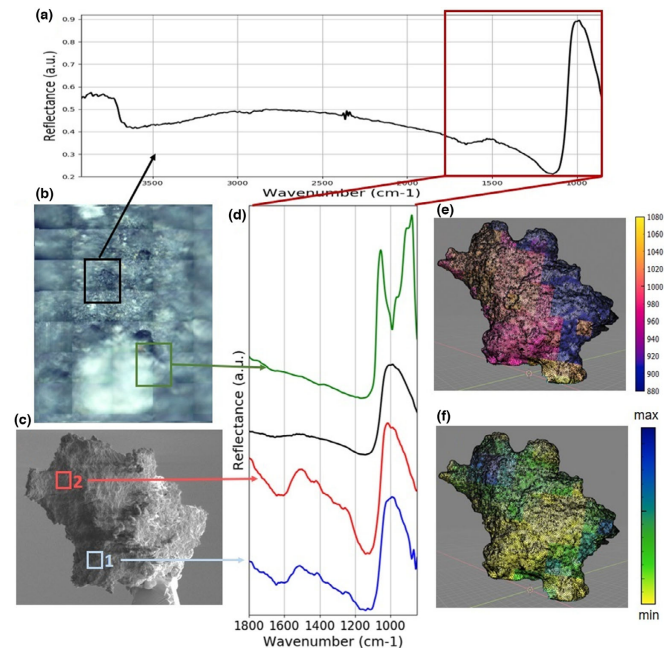 (a)
Reflectance (a.u.)
0.9
0.8
0.7
0.6
0.5
0.4
0.3
0.2
3500 3000 2500 2000 1500 1000
Wavenumber (cm-1)
(b)
(c)
2
1
(d)
Reflectance (a.u.)
1800 1600 1400 1200 1000
Wavenumber (cm-1)
(e)
1080
1060
1040
1020
1000
980
960
940
920
900
880
(f)
max
min